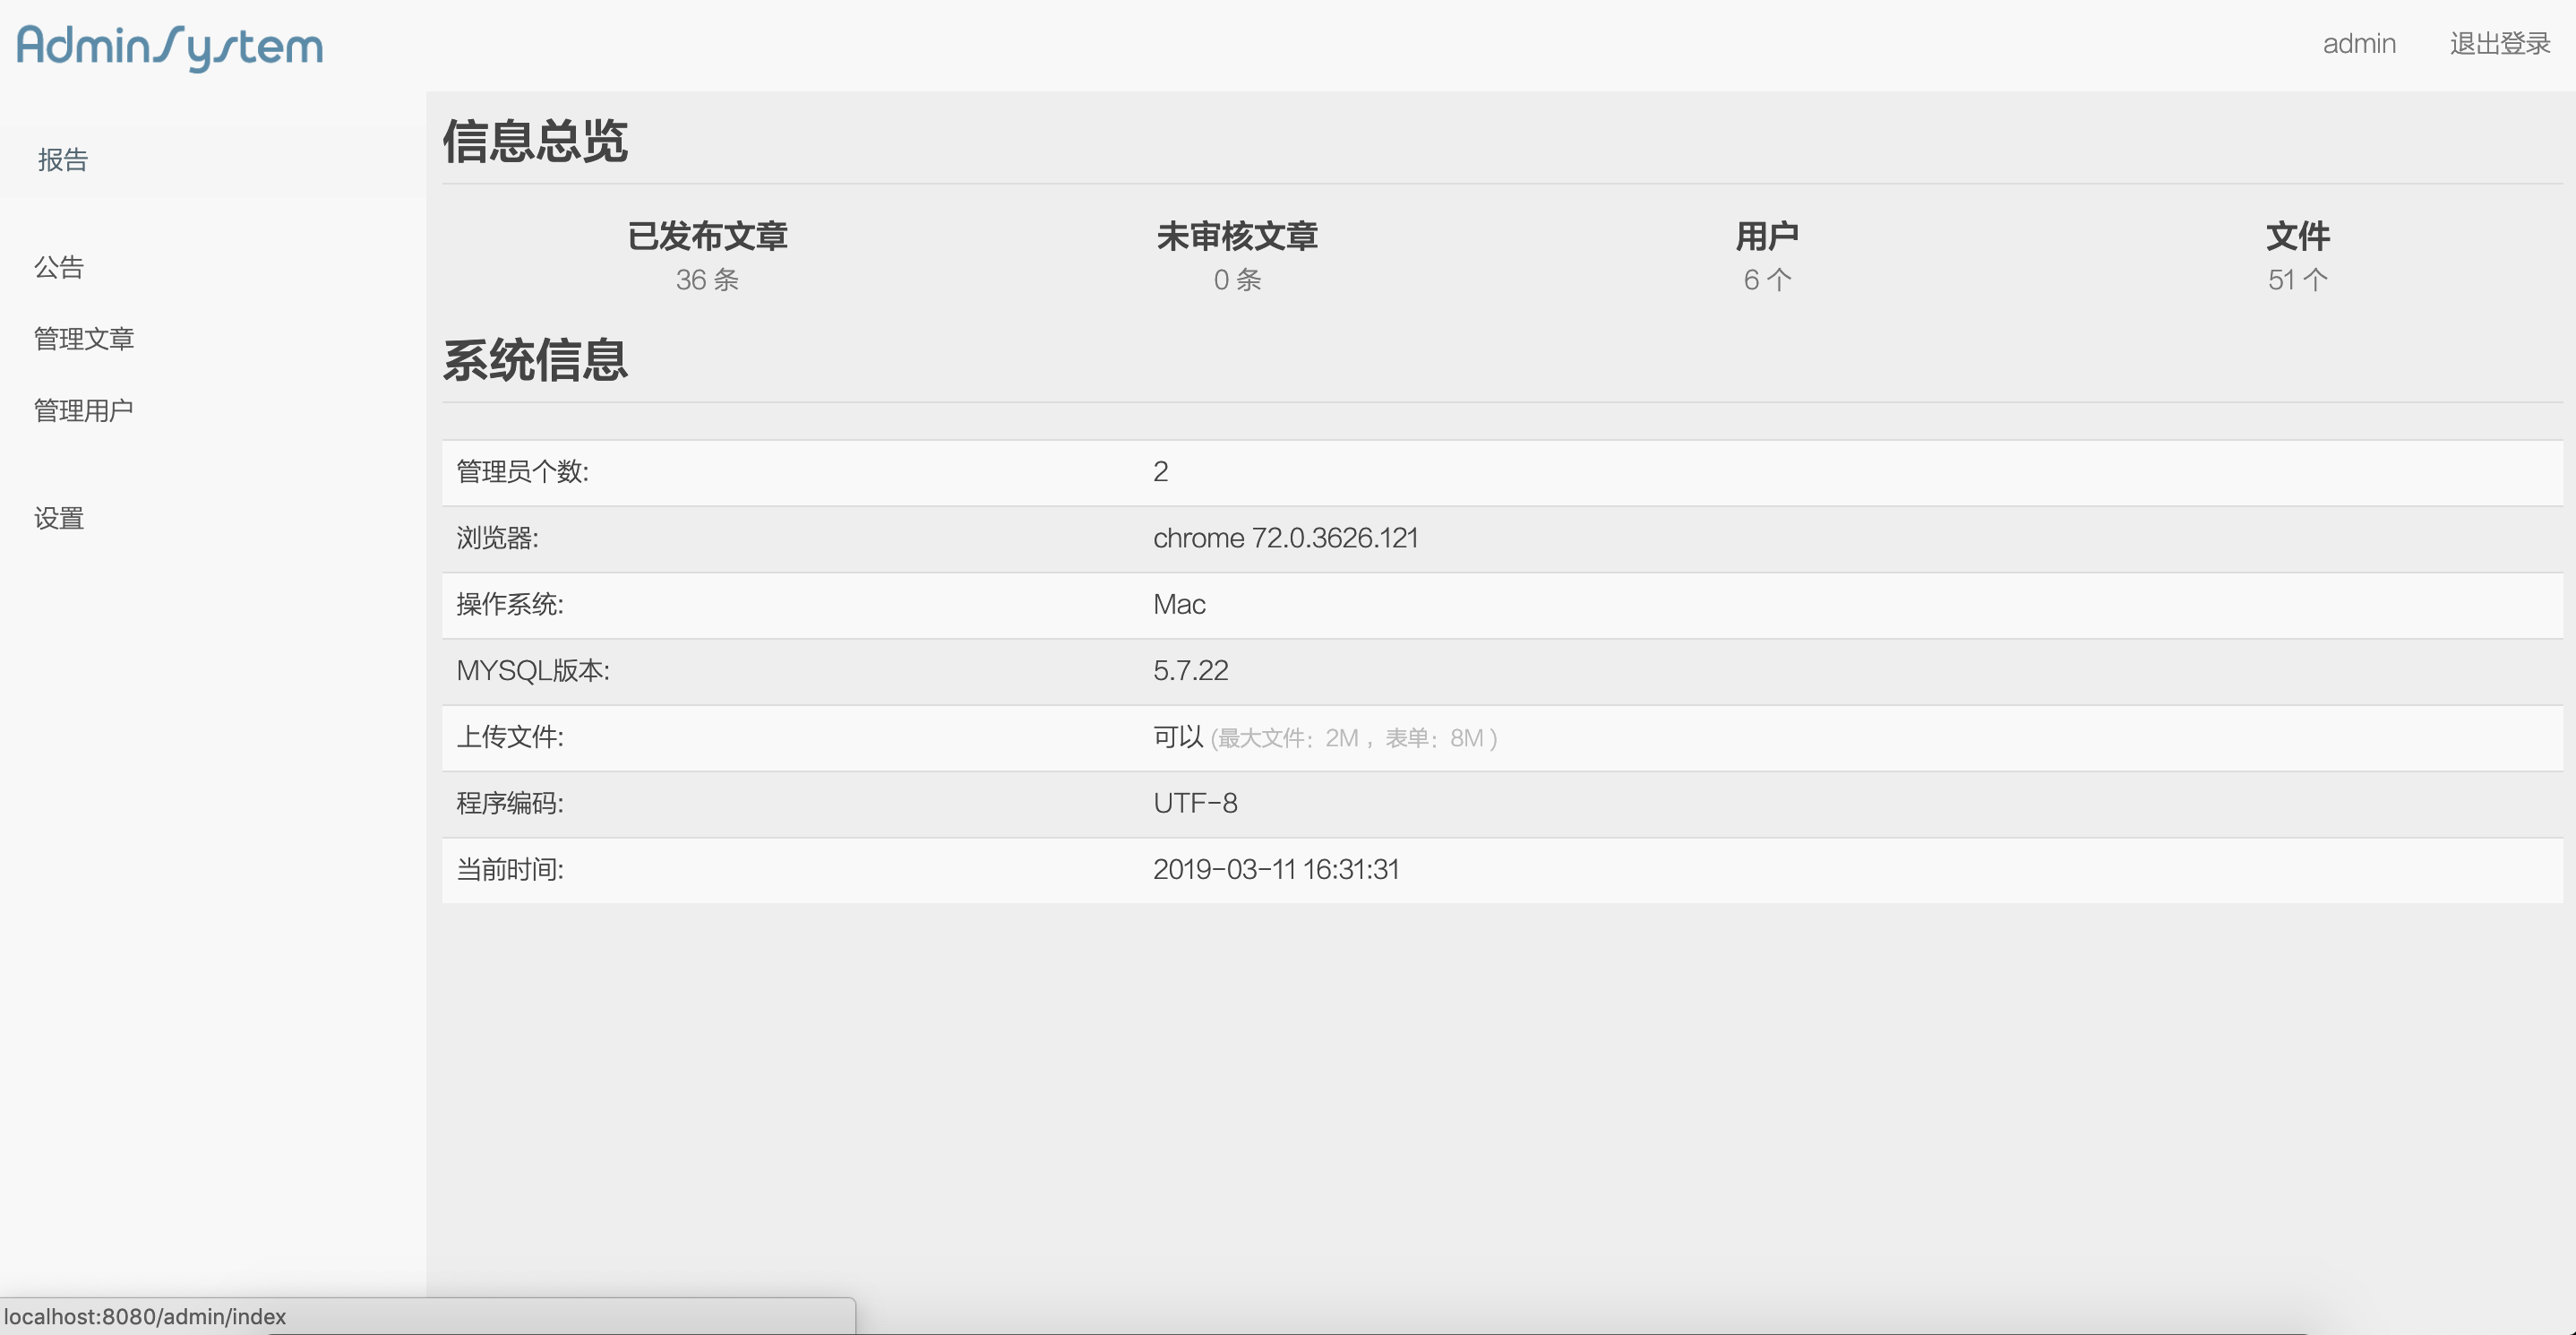 AdminSystem
admin 退出登录
报告
公告
管理文章
管理用户
设置
信息总览
已发布文章 未审核文章 用户 文件
36 条 0 条 6 个 51 个
系统信息
管理员个数: 2
浏览器: chrome 72.0.3626.121
操作系统: Mac
MYSQL版本: 5.7.22
上传文件: 可以 (最大文件：2M ，表单：8M )
程序编码: UTF-8
当前时间: 2019-03-11 16:31:31
localhost:8080/admin/index